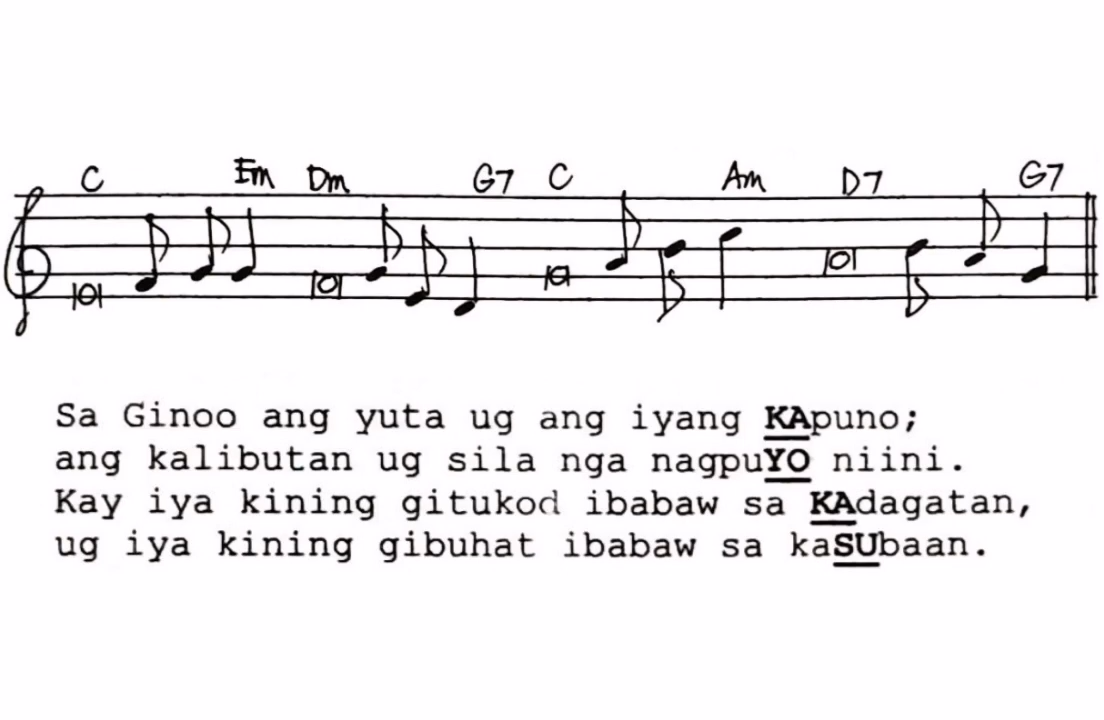 C Em Dm G7 C Am D7 G7
Sa Ginoo ang yuta ug ang iyang KApuno;
ang kalibutan ug sila nga nagpuYO niini.
Kay iya kining gitukod ibabaw sa KAdagatan,
ug iya kining gibuhat ibabaw sa kaSUbaan.